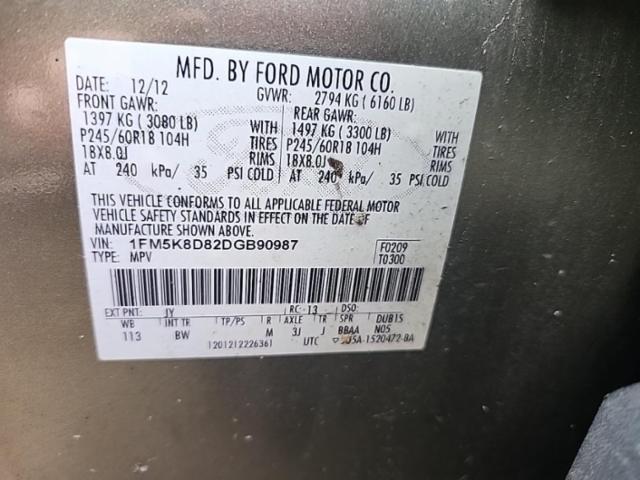 MFD. BY FORD MOTOR CO.
DATE: 12/12 GVWR: 2794 KG ( 6160 LB)
FRONT GAWR: REAR GAWR:
1397 KG ( 3080 LB) WITH 1497 KG ( 3300 LB) WITH
P245/60R18 104H TIRES P245/60R18 104H TIRES
18X8.0J RIMS 18X8.0J RIMS
AT 240 kPa/ 35 PSI COLD AT 240 kPa/ 35 PSI COLD
THIS VEHICLE CONFORMS TO ALL APPLICABLE FEDERAL MOTOR
VEHICLE SAFETY STANDARDS IN EFFECT ON THE DATE OF
MANUFACTURE SHOWN ABOVE.
VIN: 1FM5K8D82DGB90987 F0209
TYPE: MPV T0300
EXT PNT: JY RC: 13 DSO:
WB INT TR TP/PS R AXLE TR SPR DUB15
113 BW M 3J J BBAA N05
1201212226361 UTC